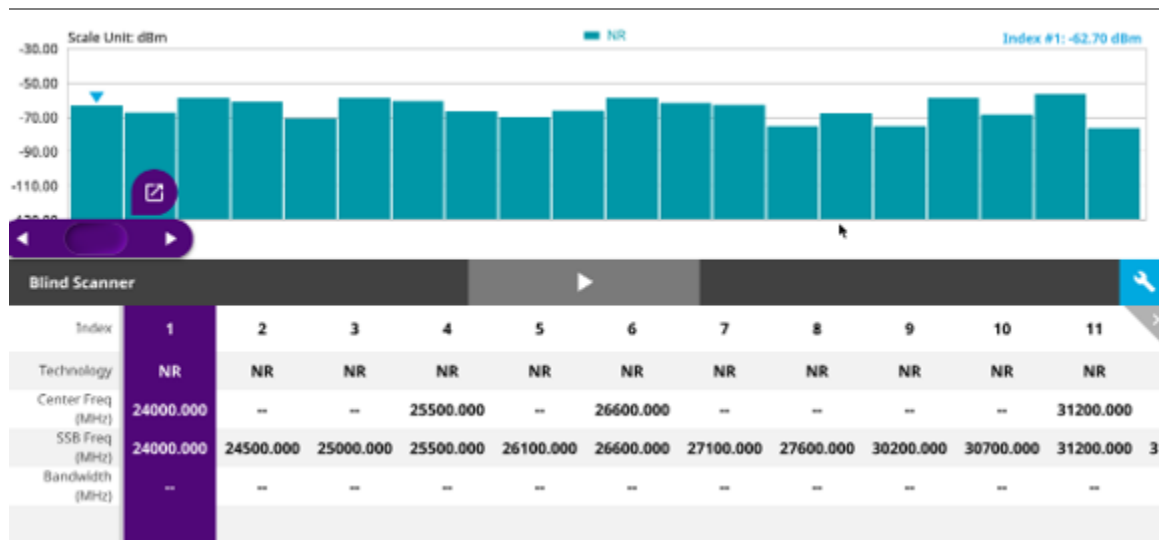 Scale Unit: dBm NR Index #1: -62.70 dBm
-30.00
-50.00
-70.00
-90.00
-110.00
Blind Scanner
Index 1 2 3 4 5 6 7 8 9 10 11
Technology NR NR NR NR NR NR NR NR NR NR NR
Center Freq
(MHz) 24000.000 -- -- 25500.000 -- 26600.000 -- -- -- -- 31200.000
SSB Freq
(MHz) 24000.000 24500.000 25000.000 25500.000 26100.000 26600.000 27100.000 27600.000 30200.000 30700.000 31200.000 3
Bandwidth
(MHz) -- -- -- -- -- -- -- -- -- -- --